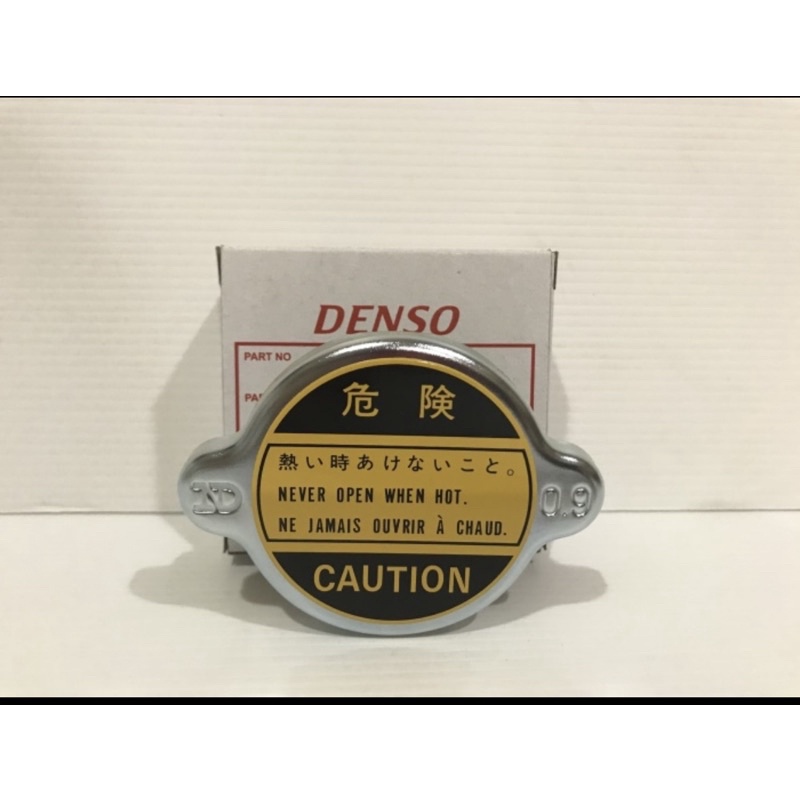 DENSO
PART NO
危険
熱い時あけないこと。
NEVER OPEN WHEN HOT.
NE JAMAIS OUVRIR À CHAUD.
ND
0.9
CAUTION